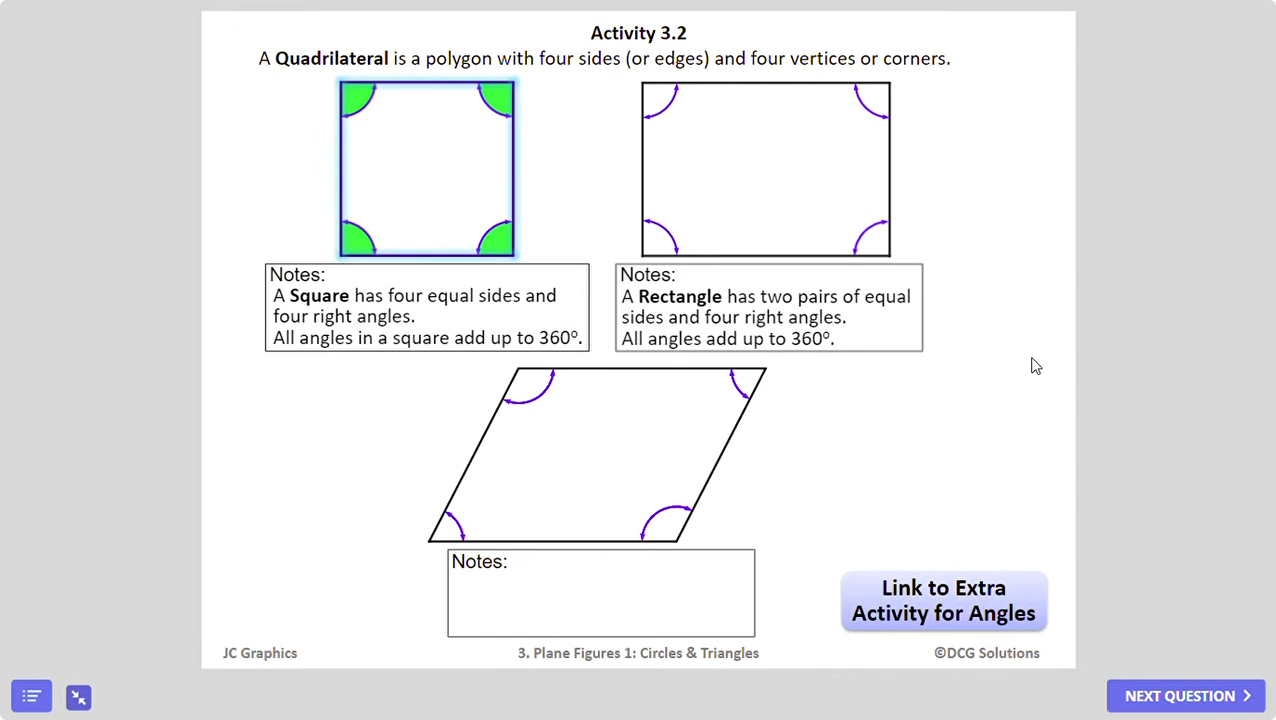 Activity 3.2
A Quadrilateral is a polygon with four sides (or edges) and four vertices or corners.
Notes:
A Square has four equal sides and
four right angles.
All angles in a square add up to 360º.
Notes:
A Rectangle has two pairs of equal
sides and four right angles.
All angles add up to 360º.
Notes:
Link to Extra
Activity for Angles
JC Graphics
3. Plane Figures 1: Circles & Triangles
©DCG Solutions
NEXT QUESTION